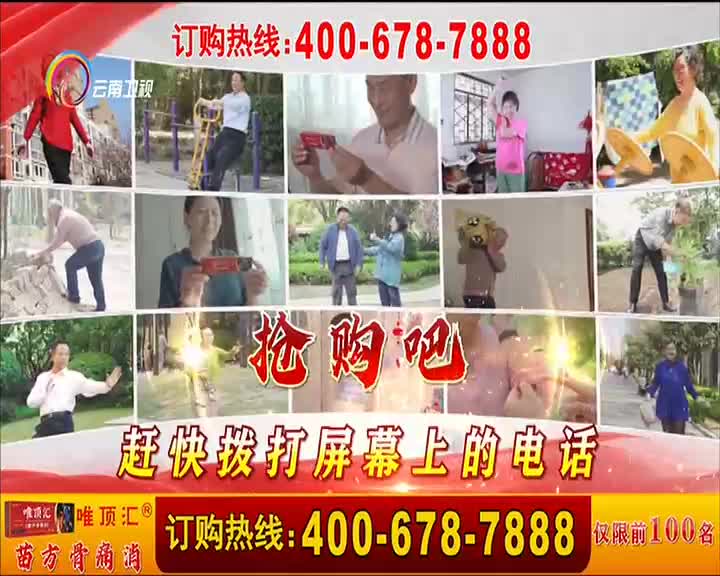 订购热线:400-678-7888
云南卫视
抢购吧
赶快拨打屏幕上的电话
唯顶汇
唯顶汇®
苗方骨痛消
订购热线:400-678-7888
仅限前100名